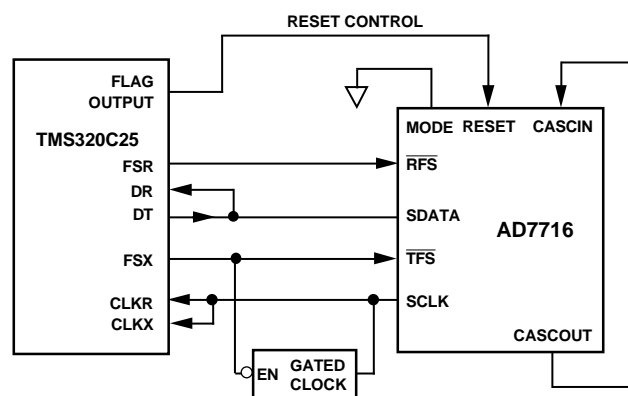 RESET CONTROL
FLAG
OUTPUT
TMS320C25
FSR
DR
DT
FSX
CLKR
CLKX
MODE RESET CASCIN
RFS
SDATA
AD7716
TFS
SCLK
CASCOUT
EN GATED
CLOCK